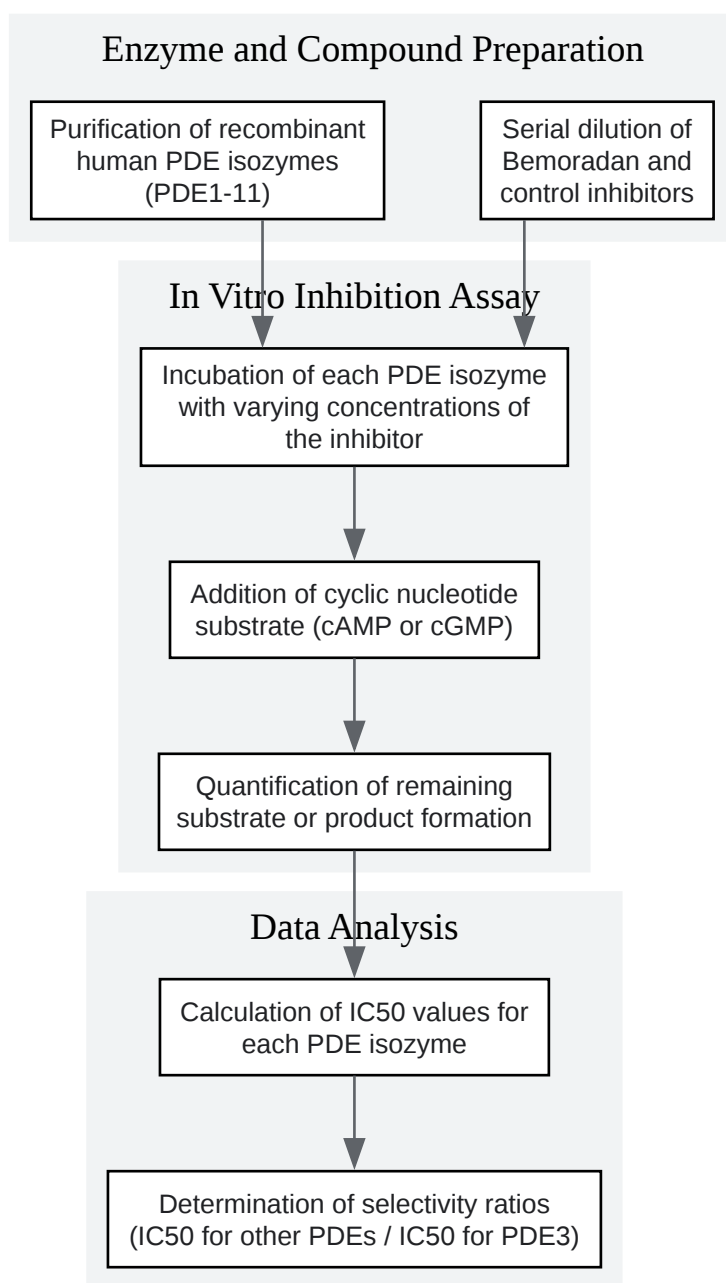 Enzyme and Compound Preparation
Purification of recombinant
human PDE isozymes
(PDE1-11)
Serial dilution of
Bemoradan and
control inhibitors
In Vitro Inhibition Assay
Incubation of each PDE isozyme
with varying concentrations of
the inhibitor
Addition of cyclic nucleotide
substrate (cAMP or cGMP)
Quantification of remaining
substrate or product formation
Data Analysis
Calculation of IC50 values for
each PDE isozyme
Determination of selectivity ratios
(IC50 for other PDEs / IC50 for PDE3)